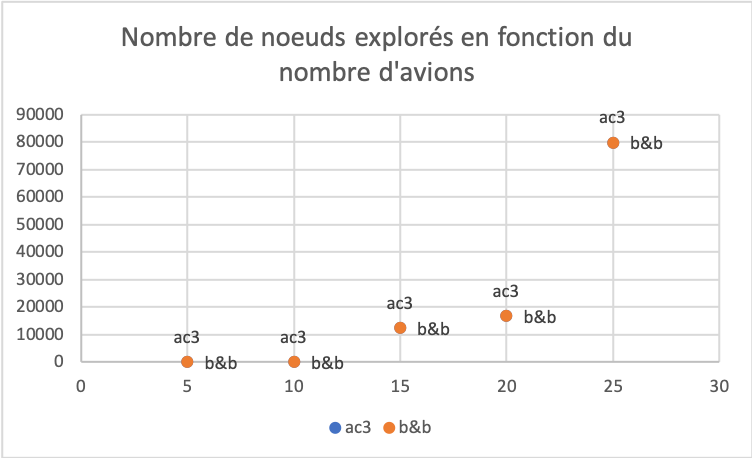 Nombre de noeuds explorés en fonction du
nombre d'avions
90000
ac3
80000
b&b
70000
60000
50000
40000
30000
20000
ac3
ac3
b&b
10000
b&b
ac3
ac3
0
b&b
b&b
0 5 10 15 20 25 30
ac3 b&b